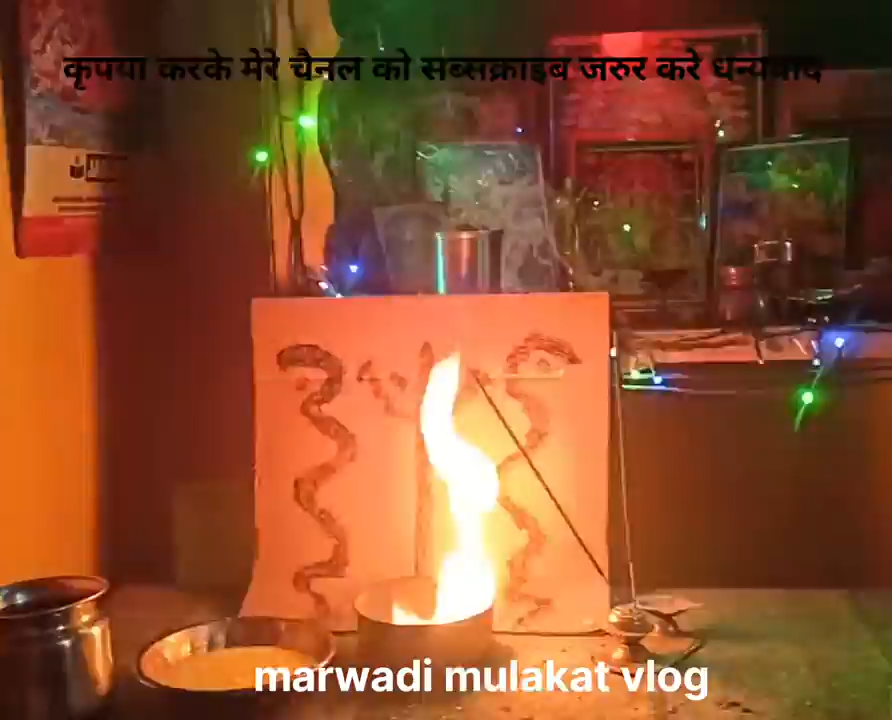 कृपया करके मेरे चैनल को सब्सक्राइब जरुर करे धन्यवाद
marwadi mulakat vlog